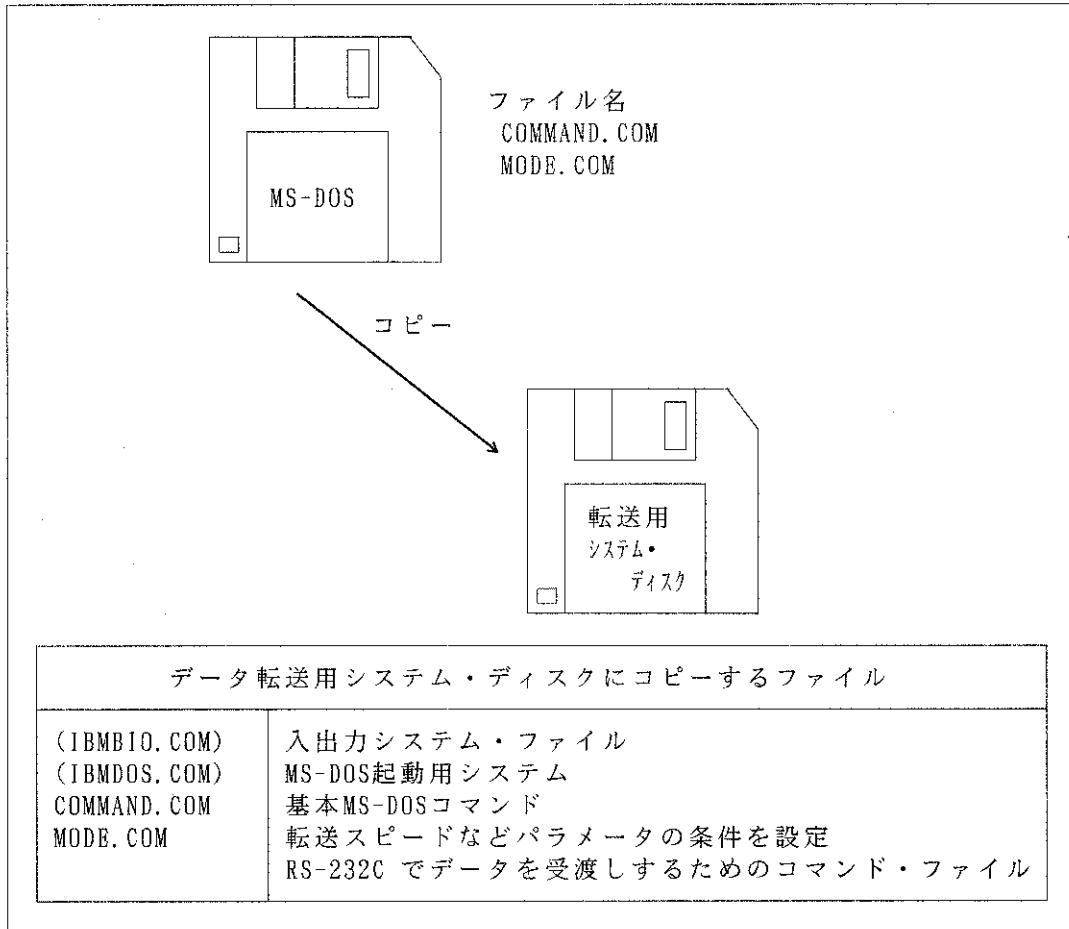 ファイル名
COMMAND.COM
MODE.COM
MS-DOS
コピー
転送用
システム・
ディスク
データ転送用システム・ディスクにコピーするファイル
(IBMBIO.COM) 入出力システム・ファイル
(IBMDOS.COM) MS-DOS起動用システム
COMMAND.COM 基本MS-DOSコマンド
MODE.COM 転送スピードなどパラメータの条件を設定
RS-232C でデータを受渡しするためのコマンド・ファイル